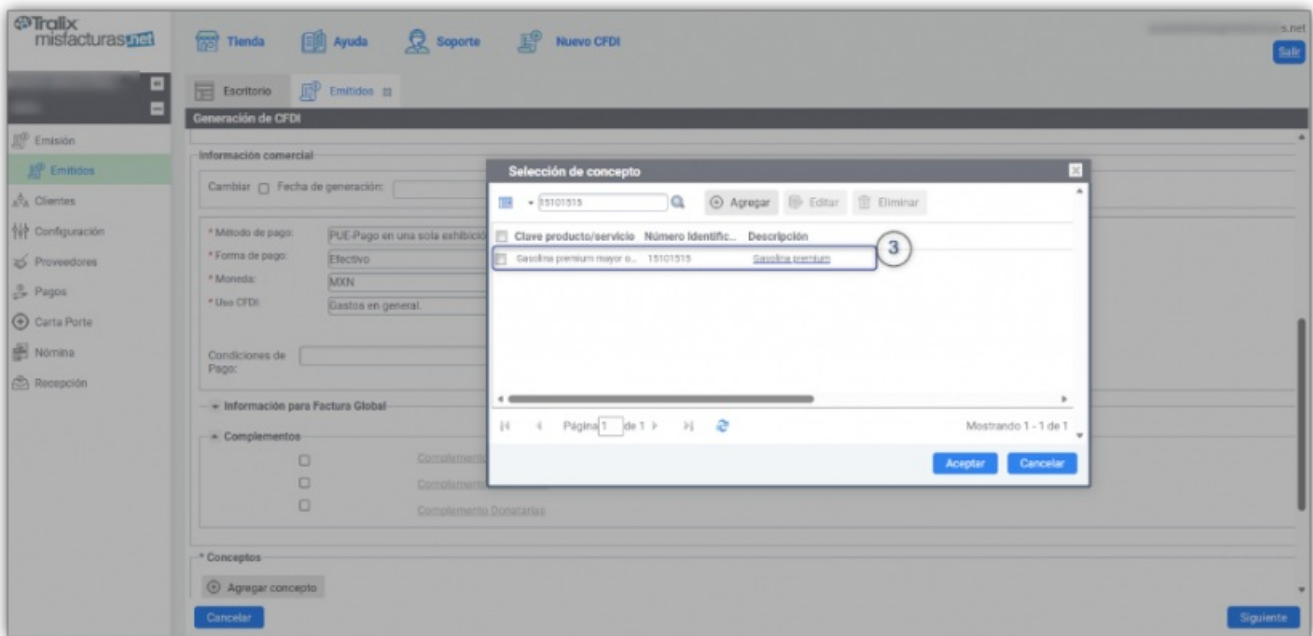 Tralix
misfacturas.net
Tienda
Ayuda
Soporte
Nuevo CFDI
s.net
Salir
Escritorio
Emitidos
Generación de CFDI
Emisión
Emitidos
Clientes
Configuración
Proveedores
Pagos
Carta Porte
Nómina
Recepción
Información comercial
Cambiar Fecha de generación:
* Método de pago: PUE-Pago en una sola exhibició
* Forma de pago: Efectivo
* Moneda: MXN
* Uso CFDI: Gastos en general.
Condiciones de
Pago:
Información para Factura Global
Complementos
Complemento
Complemento
Complemento Donatarias
* Conceptos
Agregar concepto
Cancelar
Siguiente
Selección de concepto
15101515
Agregar
Editar
Eliminar
Clave producto/servicio Número Identific... Descripción
Gasolina premium mayor o... 15101515 Gasolina premium
3
Página 1 de 1
Mostrando 1 - 1 de 1
Aceptar
Cancelar